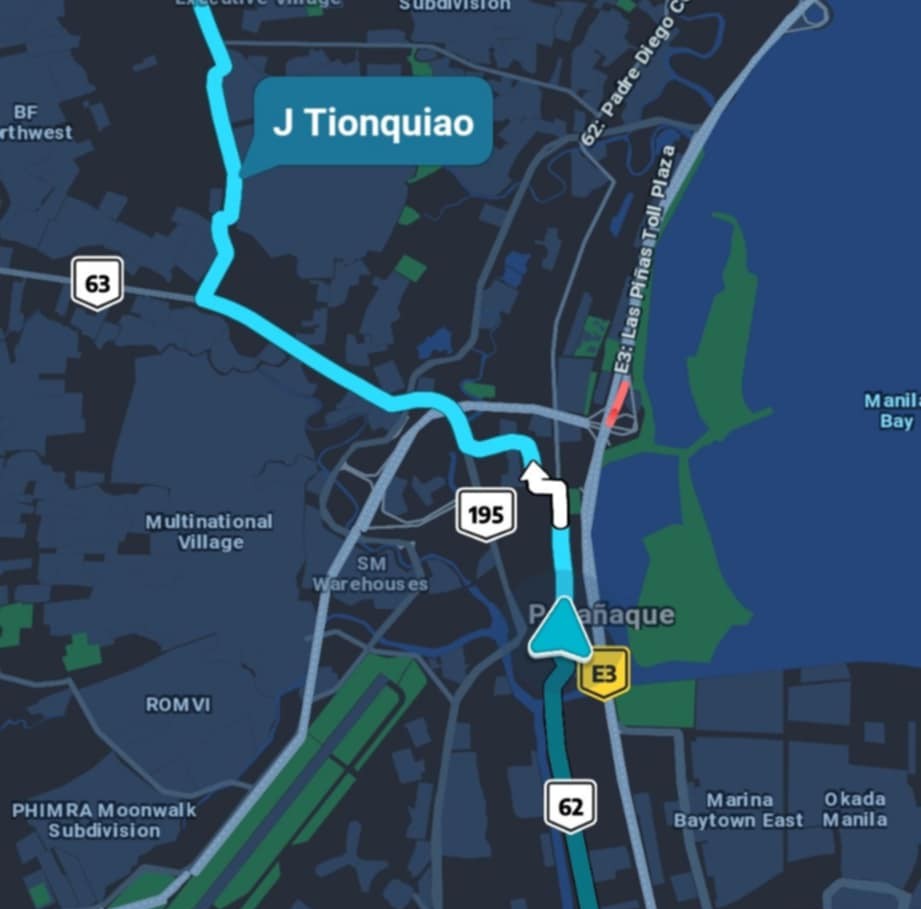 Executive Village
Subdivision
62: Padre Diego
BF
rthwest
J Tionquiao
E3: Las Piñas Toll Plaza
63
Manila
Bay
195
Multinational
Village
SM
Warehouses
P
añaque
E3
ROMVI
62
PHIMRA Moonwalk
Subdivision
Marina
Baytown East
Okada
Manila